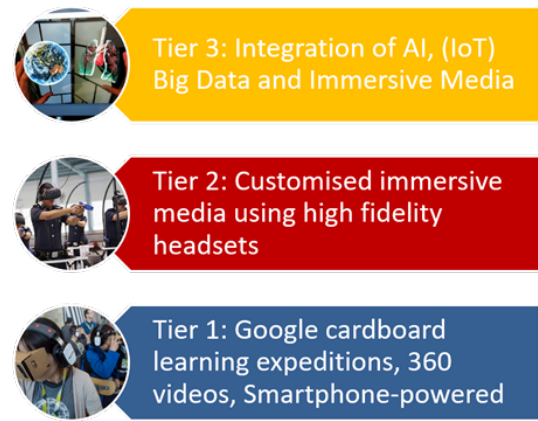 Tier 3: Integration of AI, (IoT)
Big Data and Immersive Media
Tier 2: Customised immersive
media using high fidelity
headsets
Tier 1: Google cardboard
learning expeditions, 360
videos, Smartphone-powered